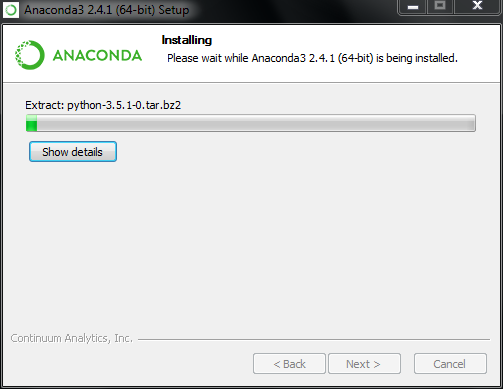 Anaconda3 2.4.1 (64-bit) Setup
ANACONDA
Installing
Please wait while Anaconda3 2.4.1 (64-bit) is being installed.
Extract: python-3.5.1-0.tar.bz2
Show details
Continuum Analytics, Inc.
< Back
Next >
Cancel